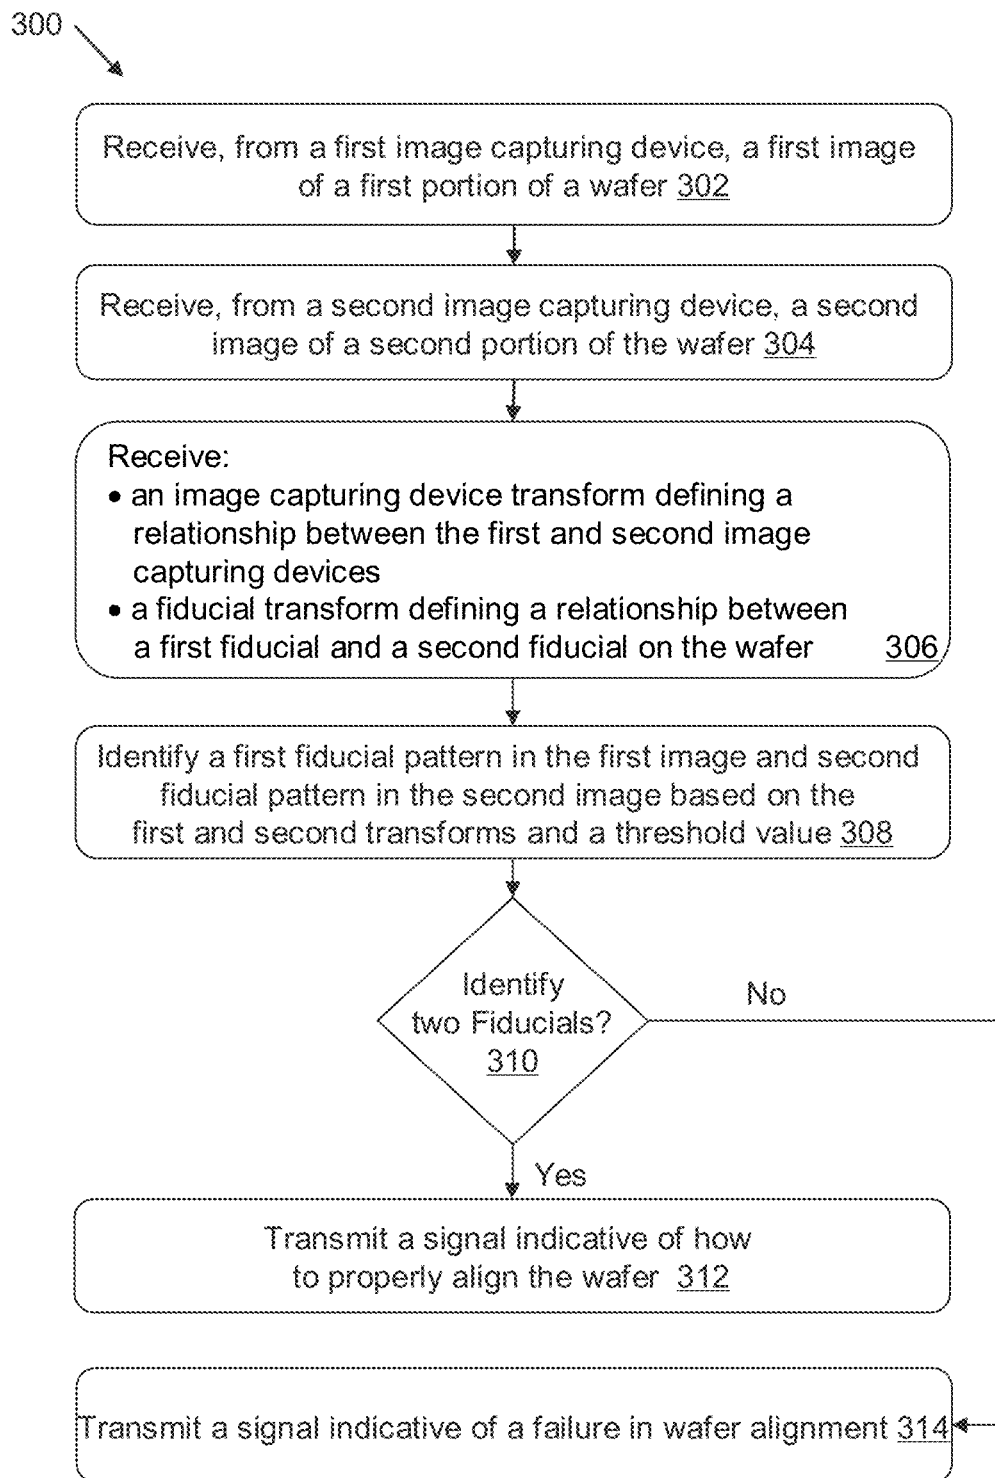 300
Receive, from a first image capturing device, a first image
of a first portion of a wafer 302
Receive, from a second image capturing device, a second
image of a second portion of the wafer 304
Receive:
• an image capturing device transform defining a
relationship between the first and second image
capturing devices
• a fiducial transform defining a relationship between
a first fiducial and a second fiducial on the wafer 306
Identify a first fiducial pattern in the first image and second
fiducial pattern in the second image based on the
first and second transforms and a threshold value 308
Identify
two Fiducials?
310
No
Yes
Transmit a signal indicative of how
to properly align the wafer 312
Transmit a signal indicative of a failure in wafer alignment 314